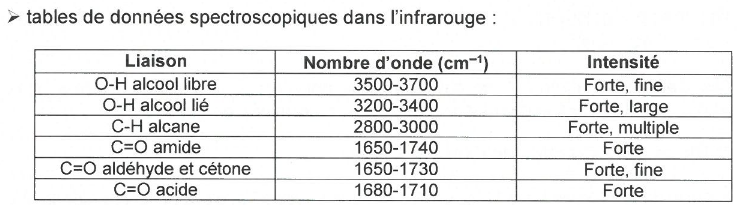 ➢ tables de données spectroscopiques dans l'infrarouge :
Liaison Nombre d'onde (cm⁻¹) Intensité
O-H alcool libre 3500-3700 Forte, fine
O-H alcool lié 3200-3400 Forte, large
C-H alcane 2800-3000 Forte, multiple
C=O amide 1650-1740 Forte
C=O aldéhyde et cétone 1650-1730 Forte, fine
C=O acide 1680-1710 Forte